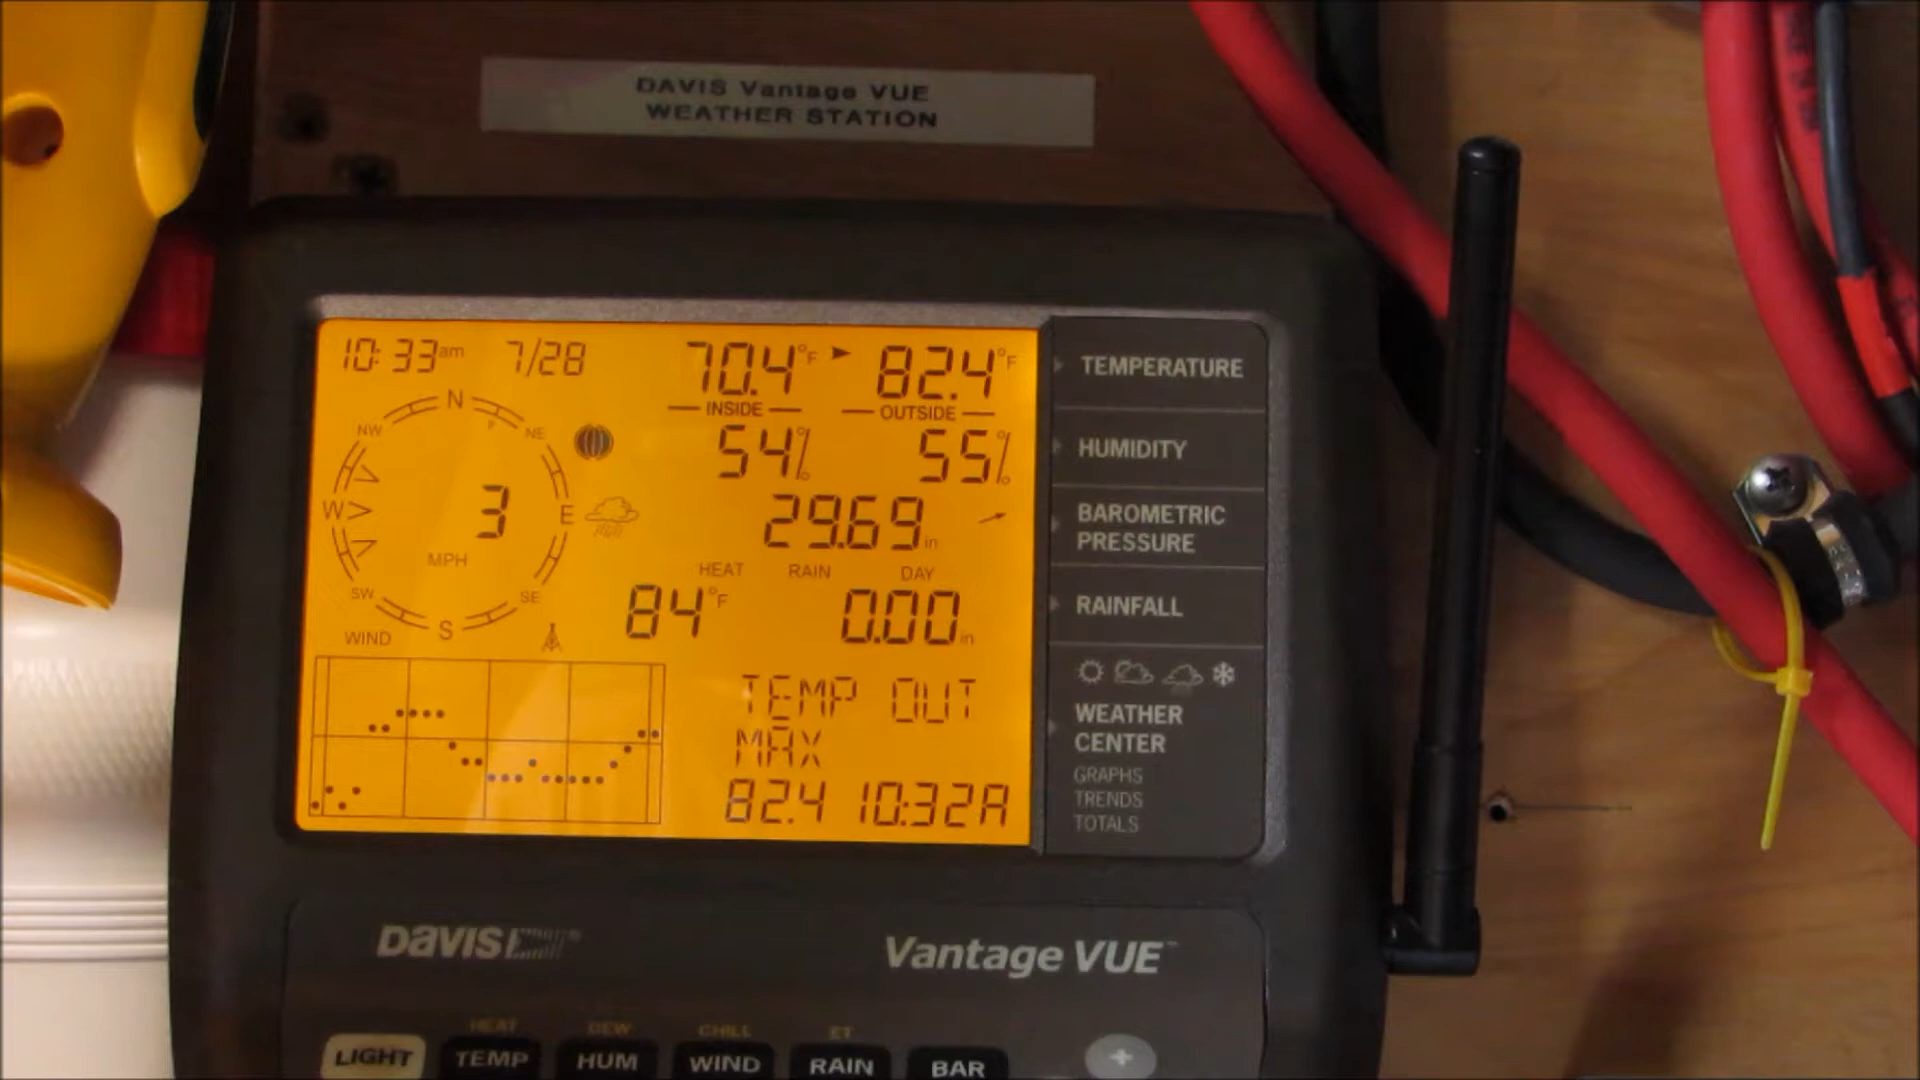 DAVIS Vantage VUE
WEATHER STATION
10:33am 7/28
70.4°F 82.4°F
INSIDE OUTSIDE
TEMPERATURE
54% 55%
HUMIDITY
29.69in
BAROMETRIC
PRESSURE
HEAT RAIN DAY
84°F 0.00in
RAINFALL
N
NW NE
W 3 E
MPH
SW SE
S
WIND
TEMP OUT
MAX
82.4 10:32A
WEATHER
CENTER
GRAPHS
TRENDS
TOTALS
DAVIS
Vantage VUE™
HEAT DEW CHILL ET
LIGHT TEMP HUM WIND RAIN BAR +